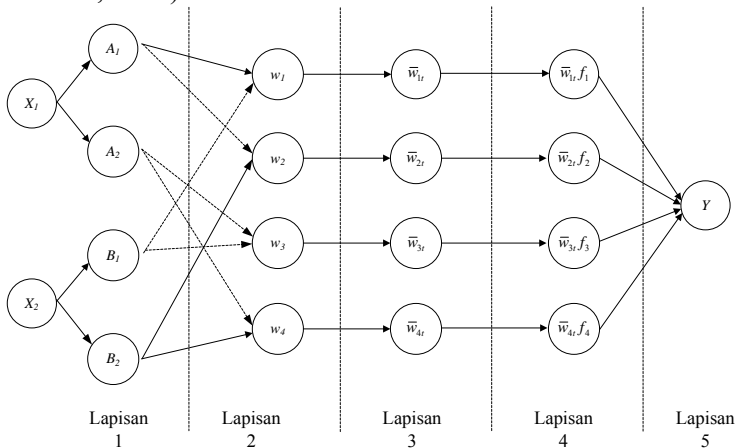 A1
w1
w̄1t
w̄1t f1
X1
A2
w2
w̄2t
w̄2t f2
Y
B1
w3
w̄3t
w̄3t f3
X2
B2
w4
w̄4t
w̄4t f4
Lapisan Lapisan Lapisan Lapisan Lapisan
1 2 3 4 5